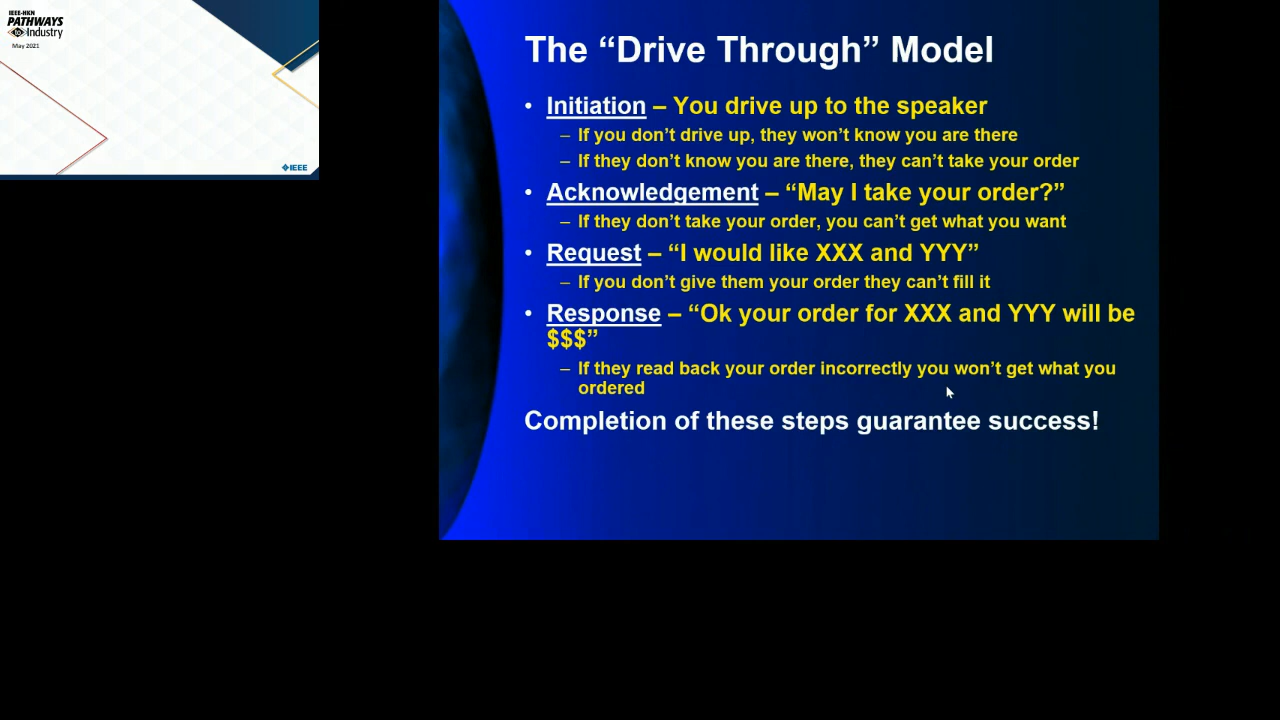 IEEE-HKN
PATHWAYS
to Industry
May 2021
IEEE
The “Drive Through” Model
• Initiation – You drive up to the speaker
– If you don’t drive up, they won’t know you are there
– If they don’t know you are there, they can’t take your order
• Acknowledgement – “May I take your order?”
– If they don’t take your order, you can’t get what you want
• Request – “I would like XXX and YYY”
– If you don’t give them your order they can’t fill it
• Response – “Ok your order for XXX and YYY will be
$$$”
– If they read back your order incorrectly you won’t get what you
ordered
Completion of these steps guarantee success!